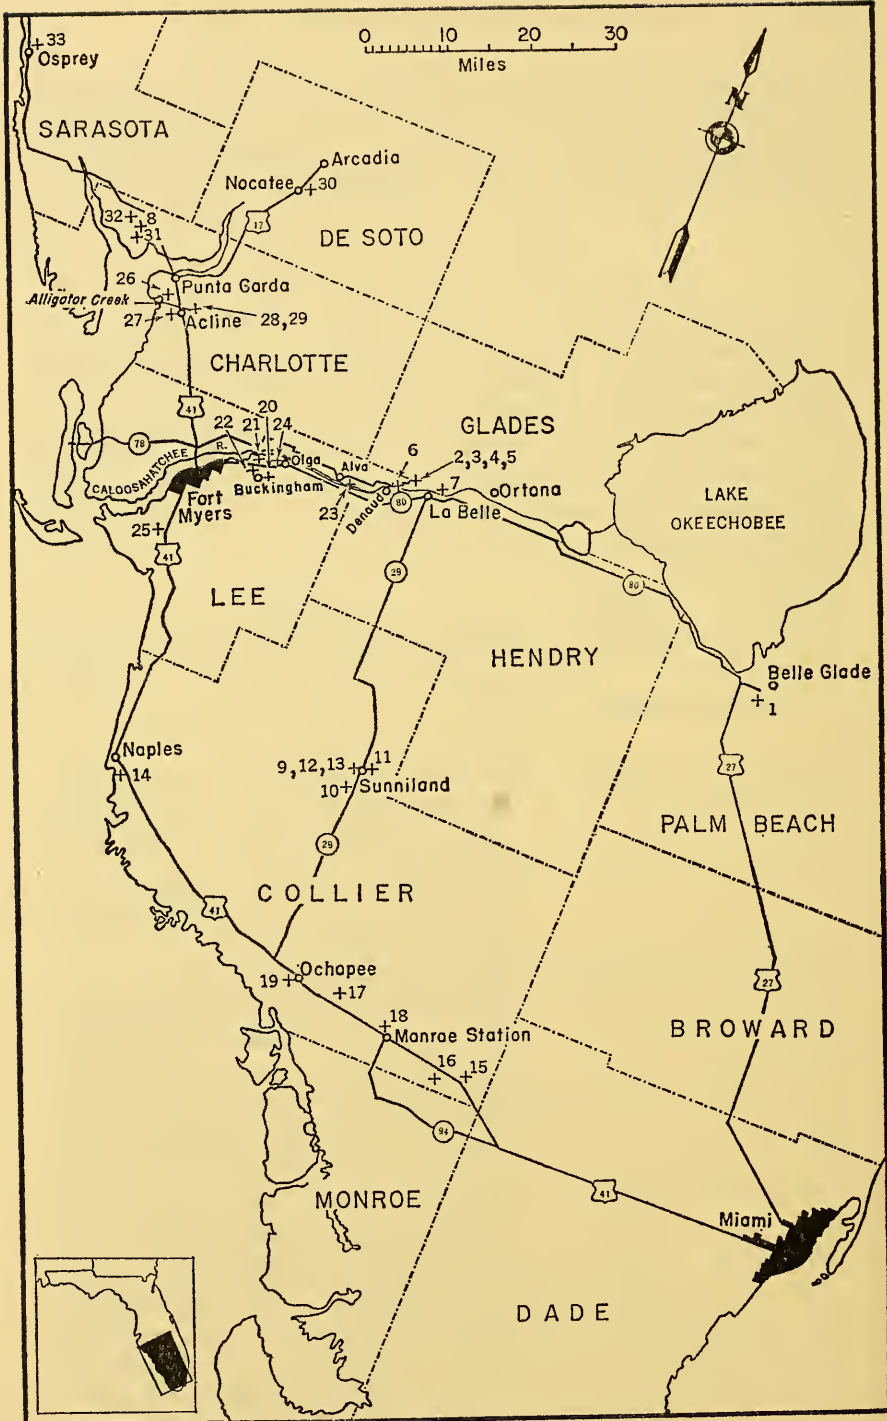 33
Osprey
0 10 20 30
Miles
N
SARASOTA
Arcadia
Nocatee
30
17
32
8
31
DE SOTO
26
Punta Garda
Alligator Creek
27
Acline
28,29
CHARLOTTE
41
GLADES
78
22
21
20
24
R.
CALOOSAHATCHEE
Olga
Alva
6
2,3,4,5
7
Buckingham
Denaud
80
Ortona
La Belle
LAKE
OKEECHOBEE
Fort
Myers
23
25
41
29
80
LEE
HENDRY
Belle Glade
1
Naples
14
9,12,13
11
10
Sunniland
27
PALM BEACH
29
COLLIER
41
Ochopee
19
17
27
18
Monroe Station
BROWARD
16
15
94
MONROE
41
Miami
DADE